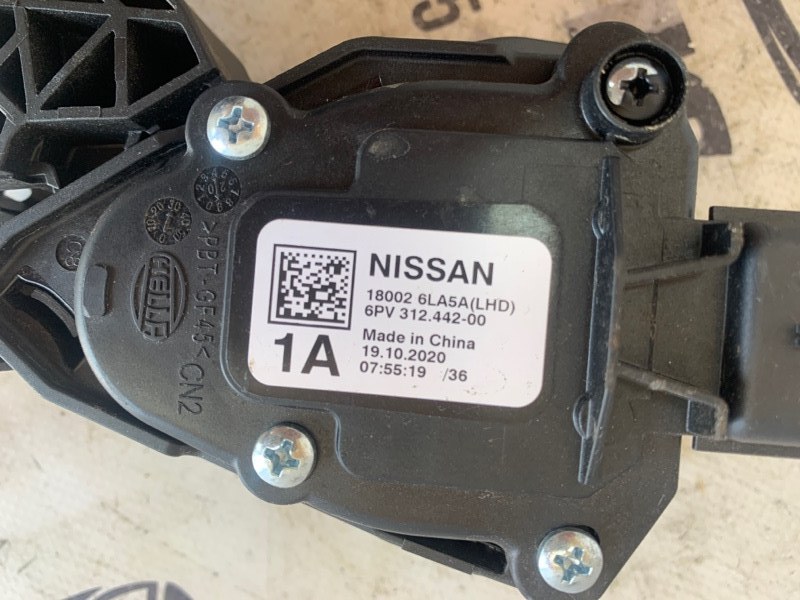 NISSAN
18002 6LA5A(LHD)
6PV 312.442-00
1A
Made in China
19.10.2020
07:55:19 /36
HELLA
>PBT-GF45<
CN2